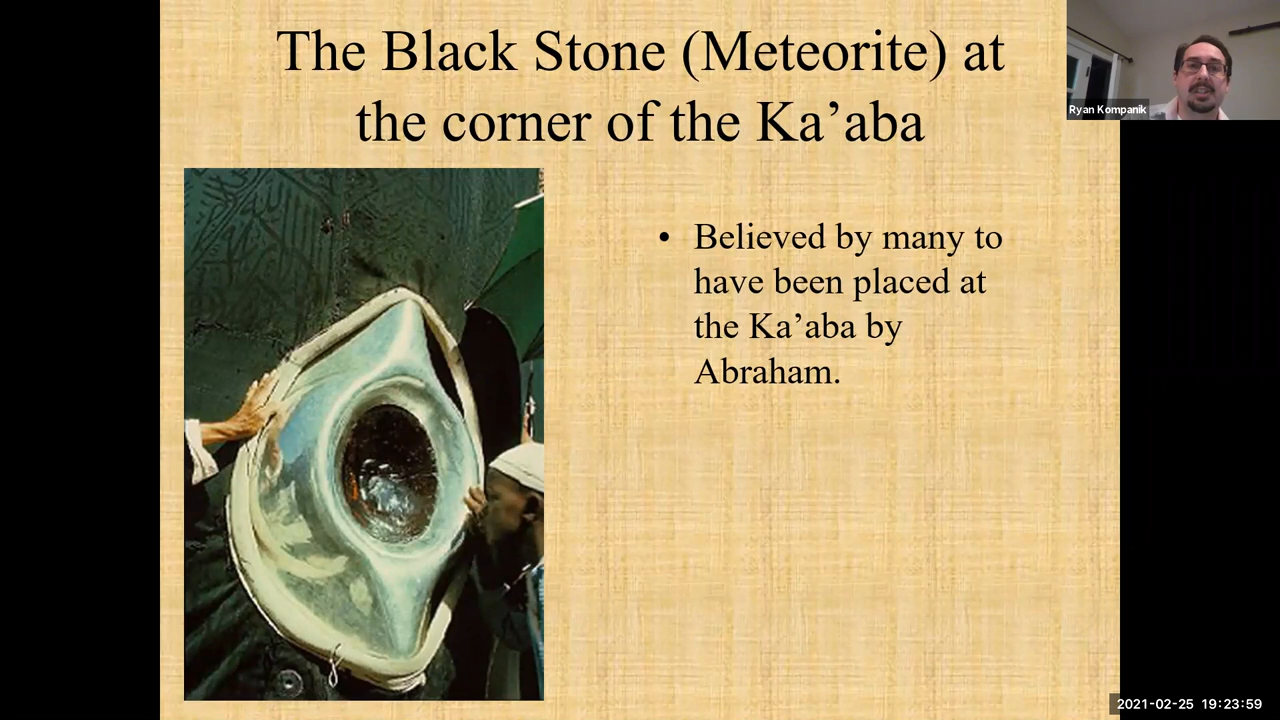 The Black Stone (Meteorite) at
the corner of the Ka’aba
Ryan Kompanik
• Believed by many to
have been placed at
the Ka’aba by
Abraham.
2021-02-25 19:23:59